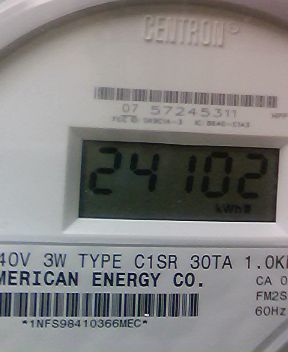 CENTRON®
07 57245311
24102
kWh
40V 3W TYPE C1SR 30TA 1.0K
MERICAN ENERGY CO.
CA 0
FM2S
60Hz
*1NFS98410366MEC*